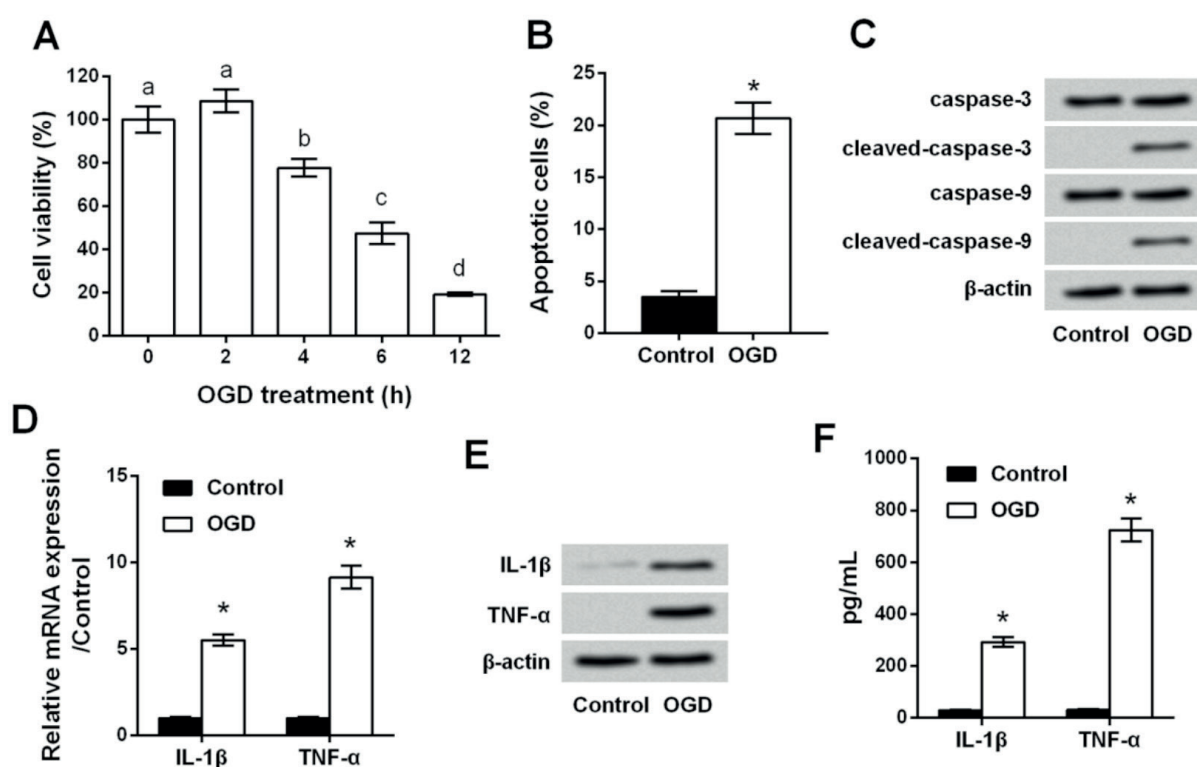 A
Cell viability (%)
120
100
80
60
40
20
0
a
a
b
c
d
0 2 4 6 12
OGD treatment (h)
B
Apoptotic cells (%)
25
20
15
10
5
0
*
Control OGD
C
caspase-3
cleaved-caspase-3
caspase-9
cleaved-caspase-9
β-actin
Control OGD
D
Relative mRNA expression
/Control
15
10
5
0
Control
OGD
*
*
IL-1β TNF-α
E
IL-1β
TNF-α
β-actin
Control OGD
F
pg/mL
1000
800
600
400
200
0
Control
OGD
*
*
IL-1β TNF-α